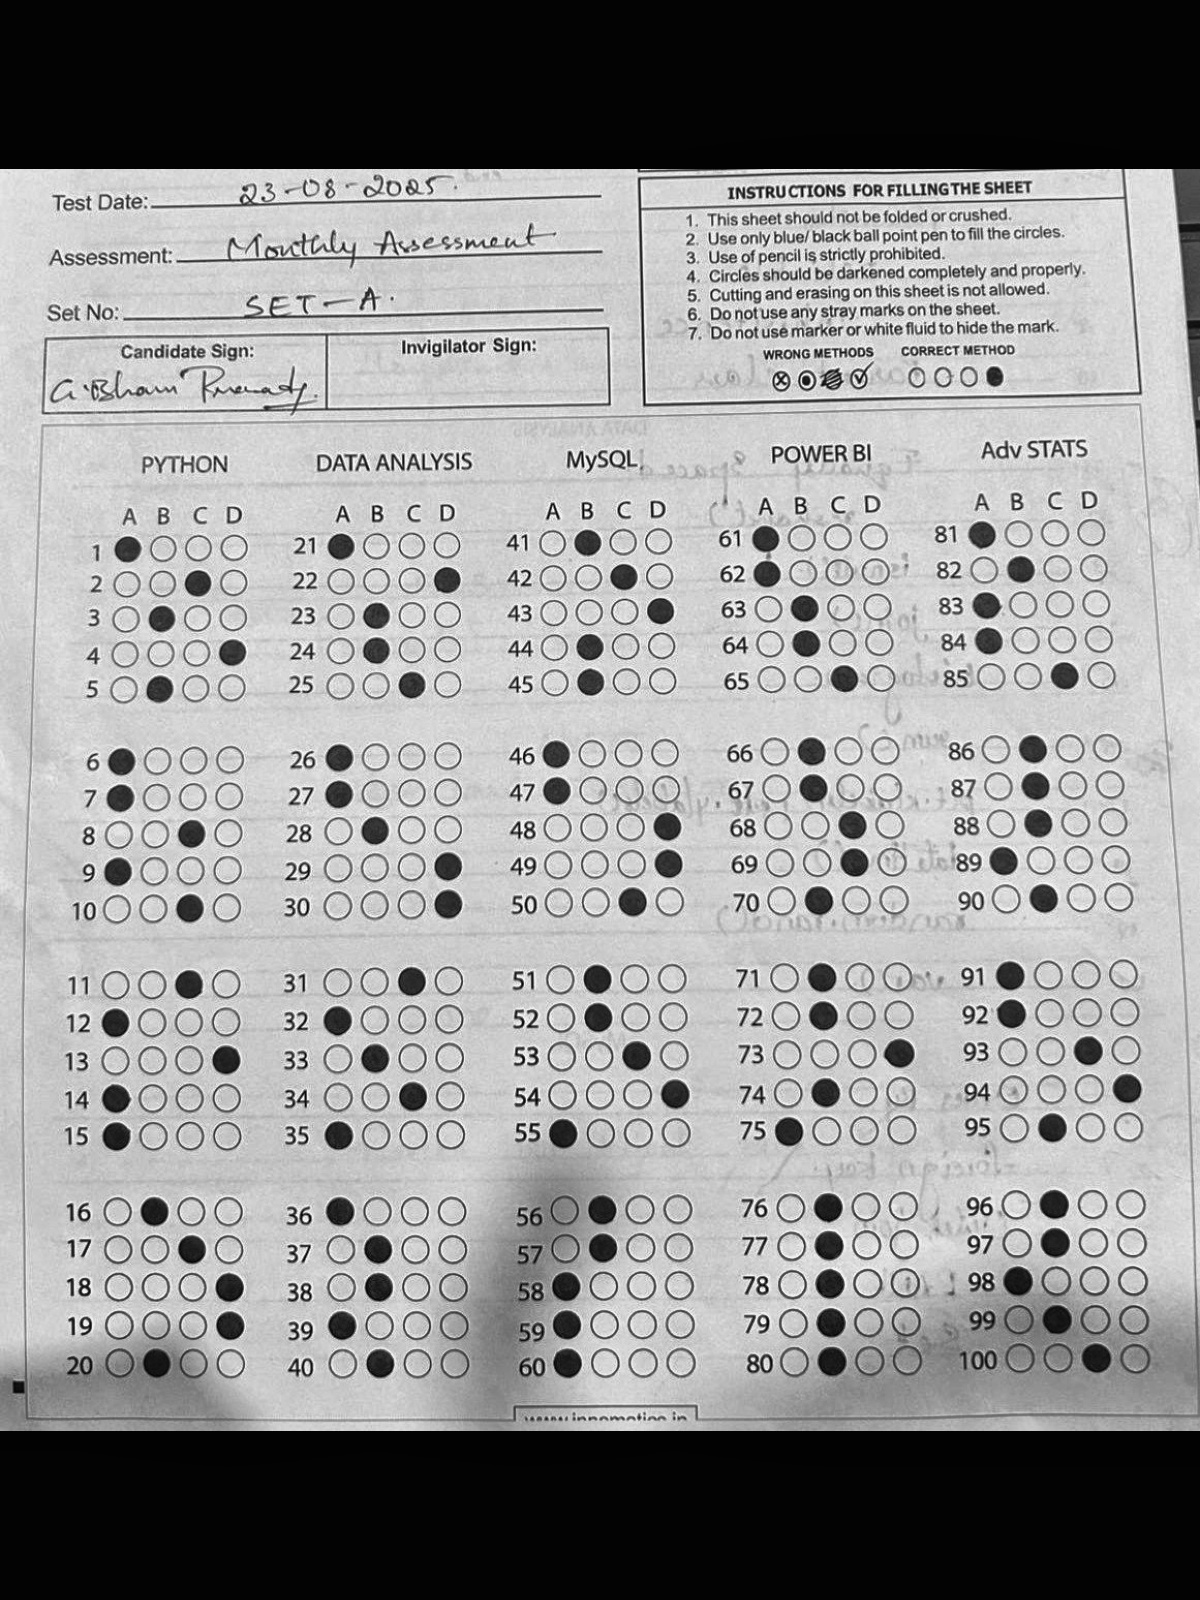 Test Date: 23-08-2025.
Assessment: Monthly Assessment
Set No: SET-A.
Candidate Sign:
Invigilator Sign:
INSTRUCTIONS FOR FILLING THE SHEET
1. This sheet should not be folded or crushed.
2. Use only blue/ black ball point pen to fill the circles.
3. Use of pencil is strictly prohibited.
4. Circles should be darkened completely and properly.
5. Cutting and erasing on this sheet is not allowed.
6. Do not use any stray marks on the sheet.
7. Do not use marker or white fluid to hide the mark.
WRONG METHODS CORRECT METHOD
PYTHON DATA ANALYSIS MySQL POWER BI Adv STATS
A B C D A B C D A B C D A B C D A B C D
1 21 41 61 81
2 22 42 62 82
3 23 43 63 83
4 24 44 64 84
5 25 45 65 85
6 26 46 66 86
7 27 47 67 87
8 28 48 68 88
9 29 49 69 89
10 30 50 70 90
11 31 51 71 91
12 32 52 72 92
13 33 53 73 93
14 34 54 74 94
15 35 55 75 95
16 36 56 76 96
17 37 57 77 97
18 38 58 78 98
19 39 59 79 99
20 40 60 80 100